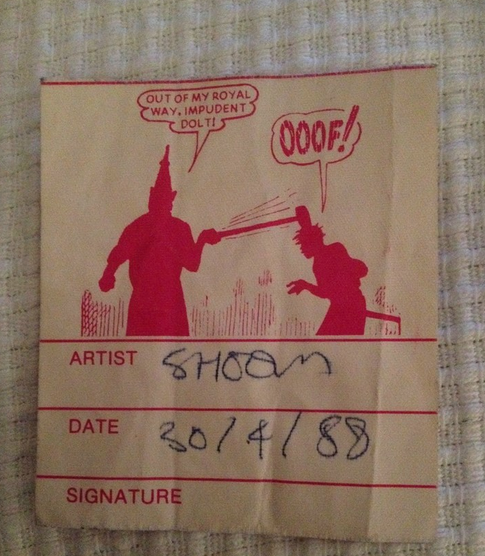 OUT OF MY ROYAL
WAY, IMPUDENT
DOLT!
OOOF!
ARTIST SHOOM
DATE 30/4/88
SIGNATURE